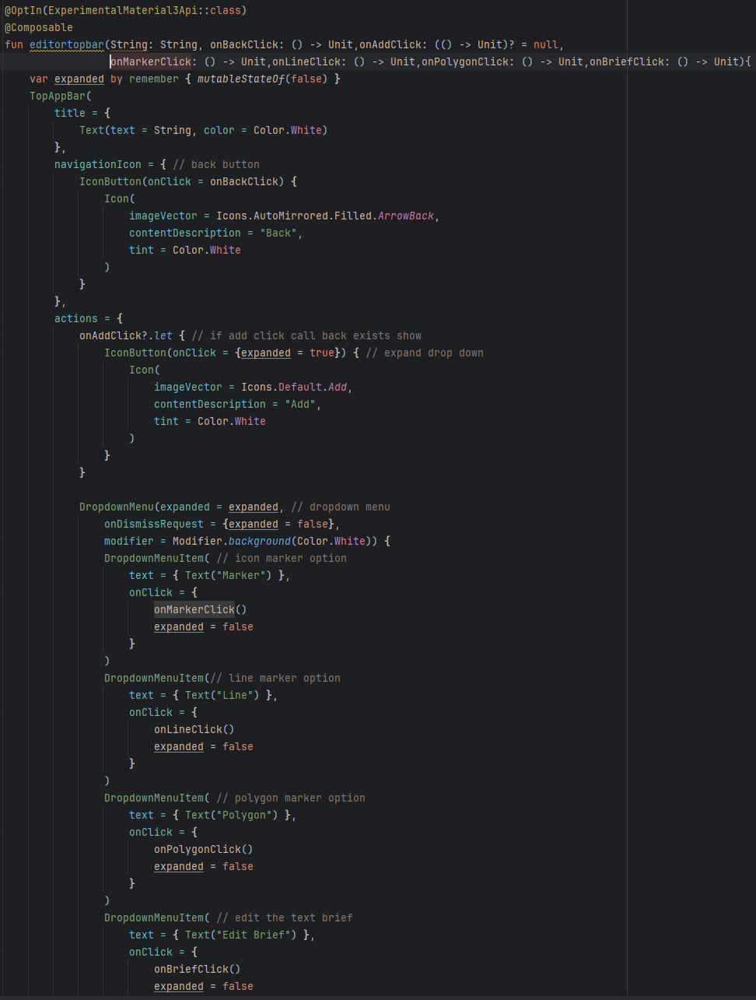 @OptIn(ExperimentalMaterial3Api::class)
@Composable
fun editortopbar(String: String, onBackClick: () -> Unit,onAddClick: (() -> Unit)? = null,
                 onMarkerClick: () -> Unit,onLineClick: () -> Unit,onPolygonClick: () -> Unit,onBriefClick: () -> Unit){
    var expanded by remember { mutableStateOf(false) }
    TopAppBar(
        title = {
            Text(text = String, color = Color.White)
        },
        navigationIcon = { // back button
            IconButton(onClick = onBackClick) {
                Icon(
                    imageVector = Icons.AutoMirrored.Filled.ArrowBack,
                    contentDescription = "Back",
                    tint = Color.White
                )
            }
        },
        actions = {
            onAddClick?.let { // if add click call back exists show
                IconButton(onClick = {expanded = true}) { // expand drop down
                    Icon(
                        imageVector = Icons.Default.Add,
                        contentDescription = "Add",
                        tint = Color.White
                    )
                }
            }

            DropdownMenu(expanded = expanded, // dropdown menu
                onDismissRequest = {expanded = false},
                modifier = Modifier.background(Color.White)) {
                DropdownMenuItem( // icon marker option
                    text = { Text("Marker") },
                    onClick = {
                        onMarkerClick()
                        expanded = false
                    }
                )
                DropdownMenuItem(// line marker option
                    text = { Text("Line") },
                    onClick = {
                        onLineClick()
                        expanded = false
                    }
                )
                DropdownMenuItem( // polygon marker option
                    text = { Text("Polygon") },
                    onClick = {
                        onPolygonClick()
                        expanded = false
                    }
                )
                DropdownMenuItem( // edit the text brief
                    text = { Text("Edit Brief") },
                    onClick = {
                        onBriefClick()
                        expanded = false